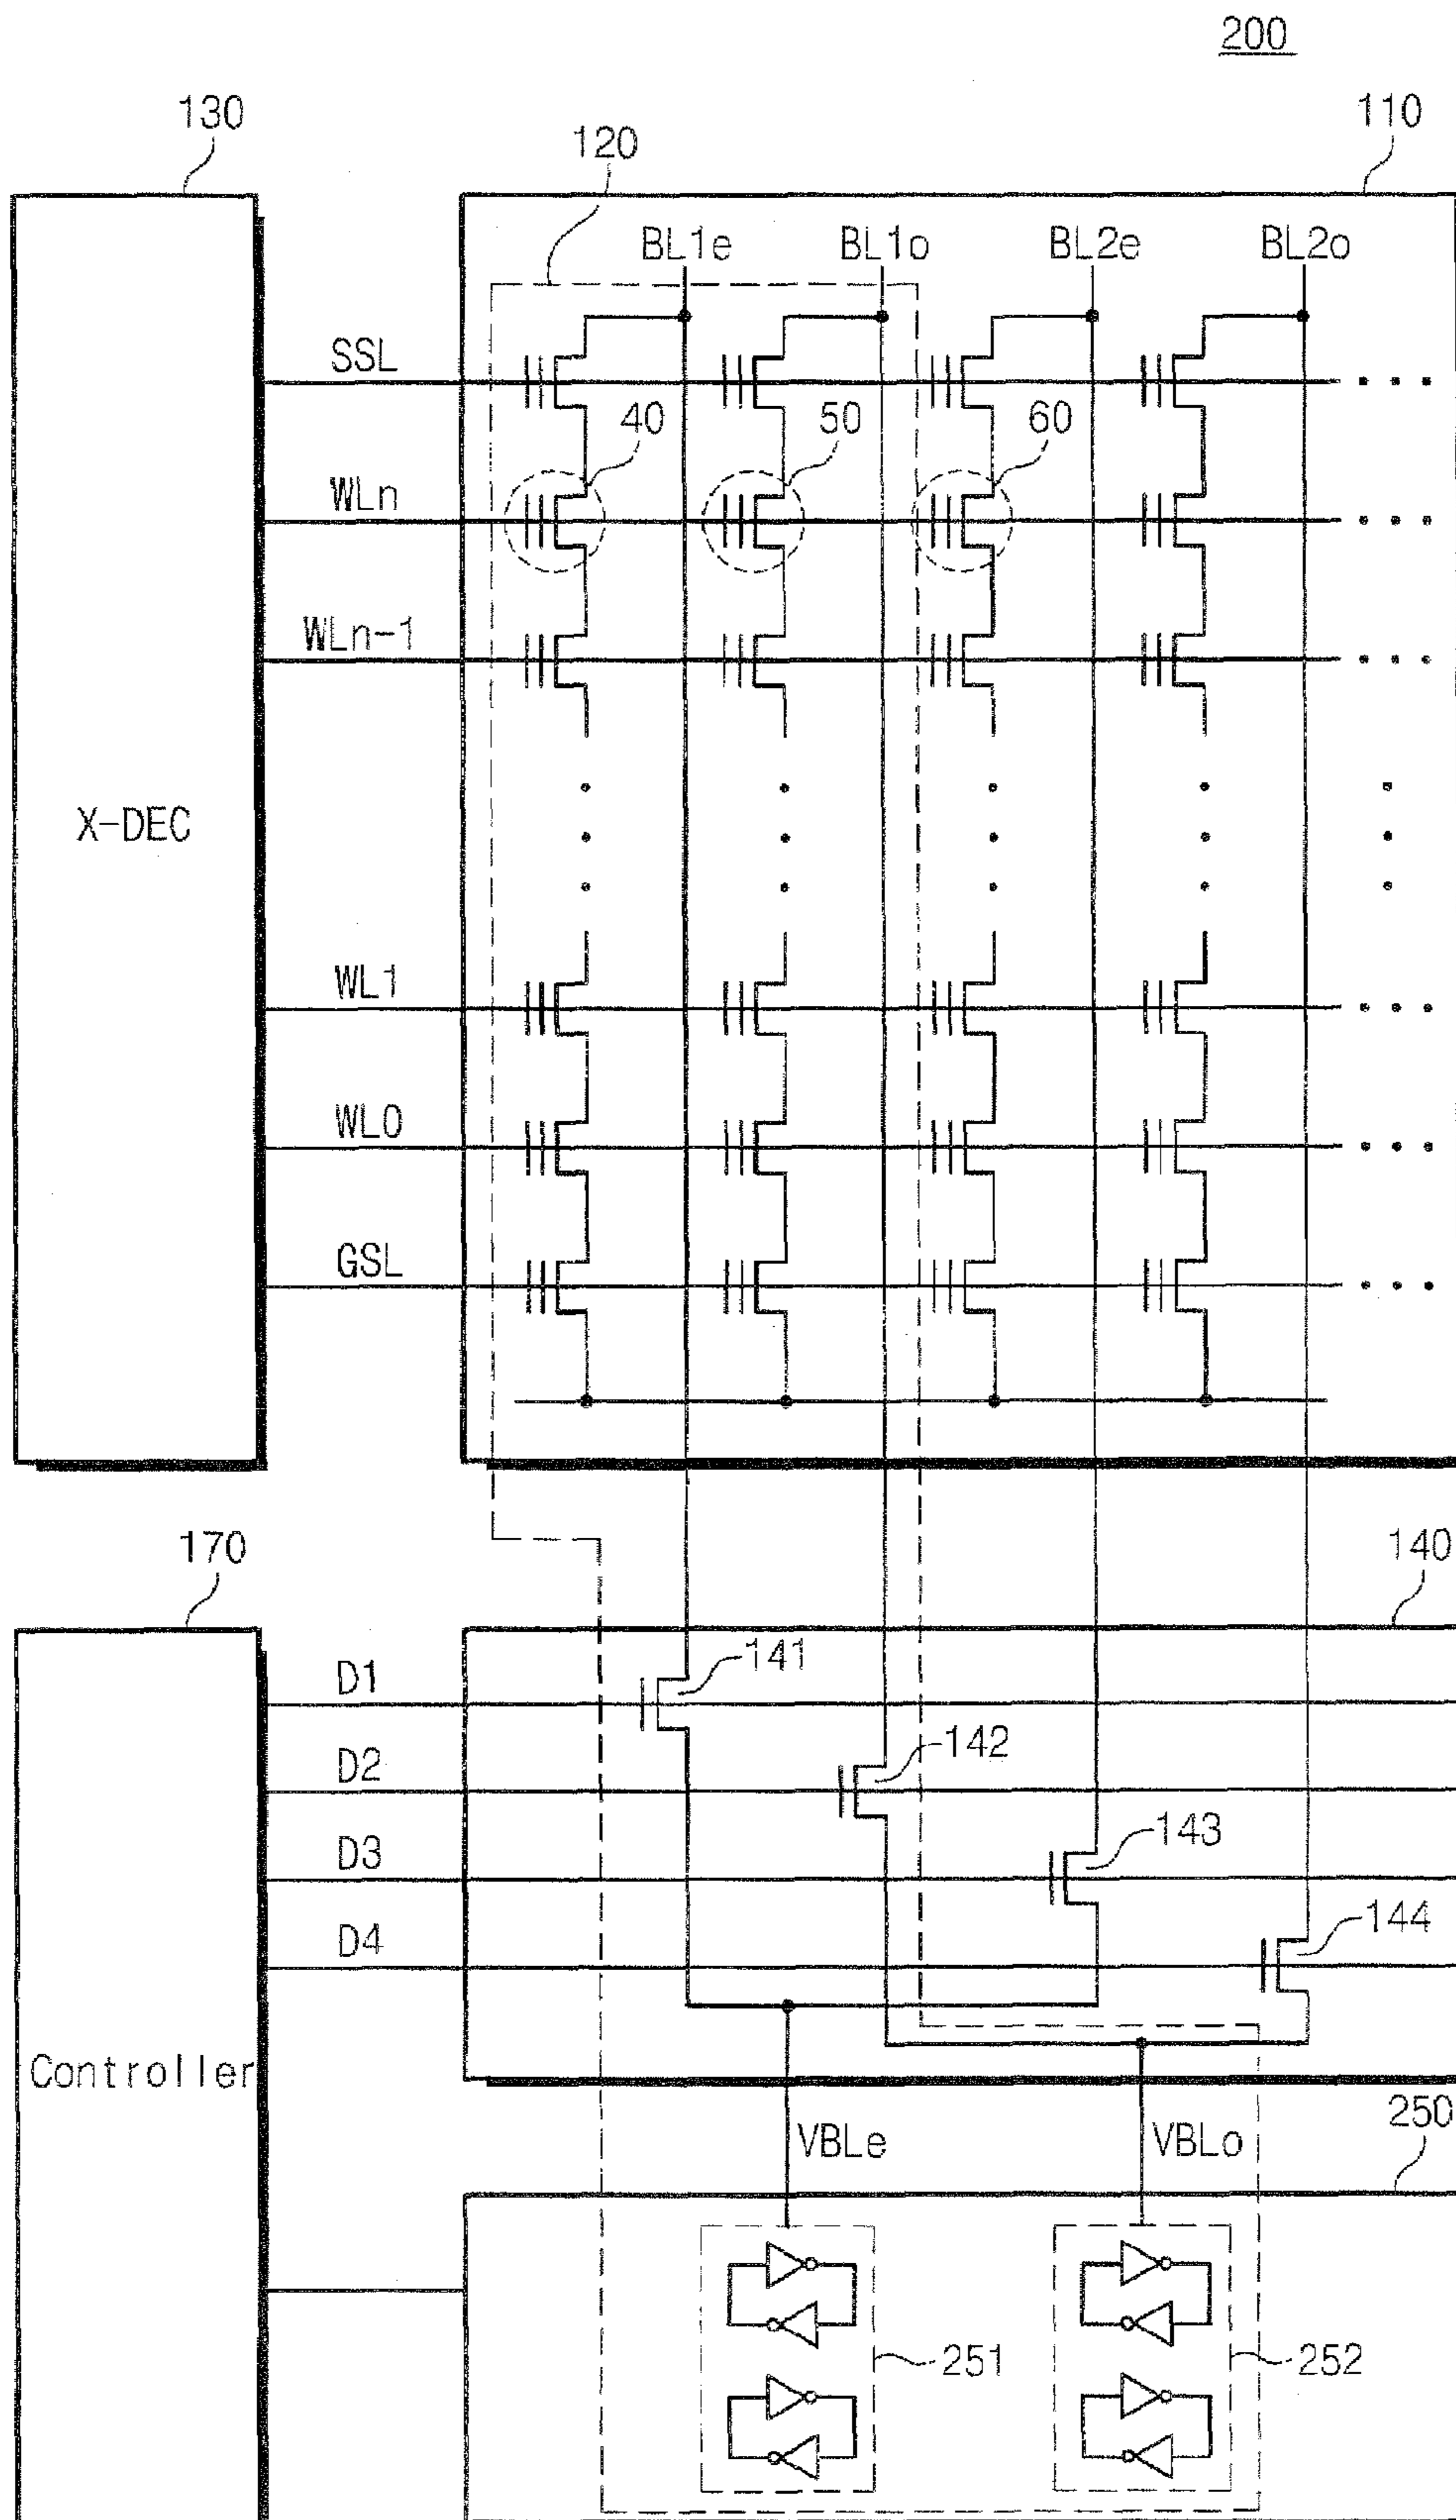 200
130
110
120
BL1e BL1o BL2e BL2o
SSL
40 50 60
WLn
WLn-1
X-DEC
WL1
WL0
GSL
170
140
D1
141
D2
142
D3
143
D4
144
Controller
250
VBLe VBLo
251 252